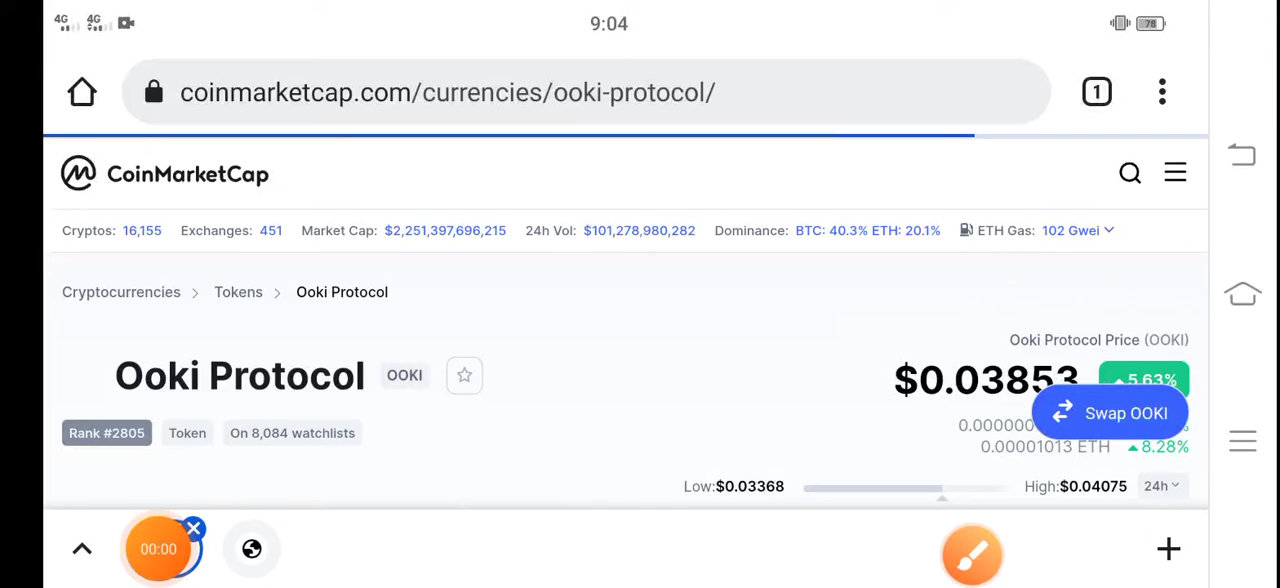 4G 4G 9:04 78
coinmarketcap.com/currencies/ooki-protocol/ 1
CoinMarketCap
Cryptos: 16,155 Exchanges: 451 Market Cap: $2,251,397,696,215 24h Vol: $101,278,980,282 Dominance: BTC: 40.3% ETH: 20.1% ETH Gas: 102 Gwei
Cryptocurrencies Tokens Ooki Protocol
Ooki Protocol Price (OOKI)
Ooki Protocol OOKI $0.03853 5.63%
Swap OOKI
Rank #2805 Token On 8,084 watchlists
0.00001013 ETH 8.28%
Low:$0.03368 High:$0.04075 24h
00:00